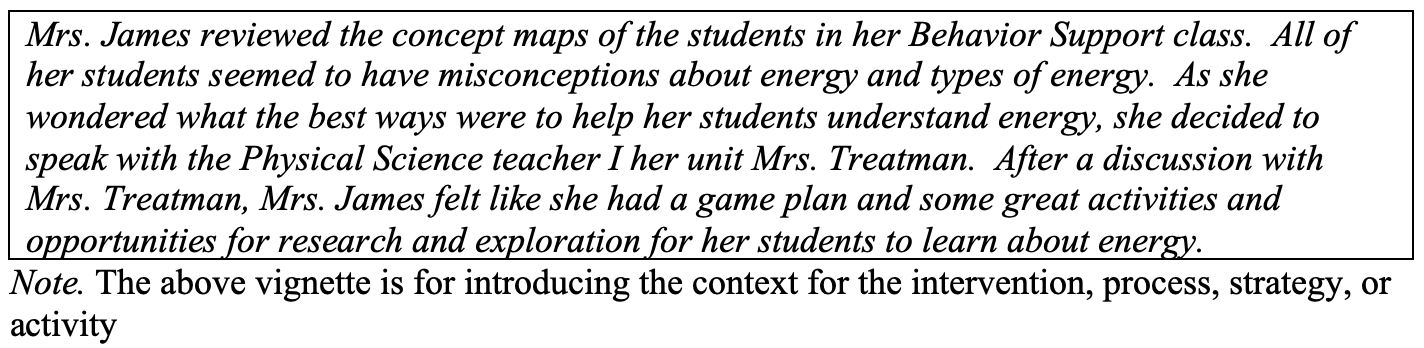 Mrs. James reviewed the concept maps of the students in her Behavior Support class.  All of
her students seemed to have misconceptions about energy and types of energy.  As she
wondered what the best ways were to help her students understand energy, she decided to
speak with the Physical Science teacher I her unit Mrs. Treatman.  After a discussion with
Mrs. Treatman, Mrs. James felt like she had a game plan and some great activities and
opportunities for research and exploration for her students to learn about energy.
Note. The above vignette is for introducing the context for the intervention, process, strategy, or
activity